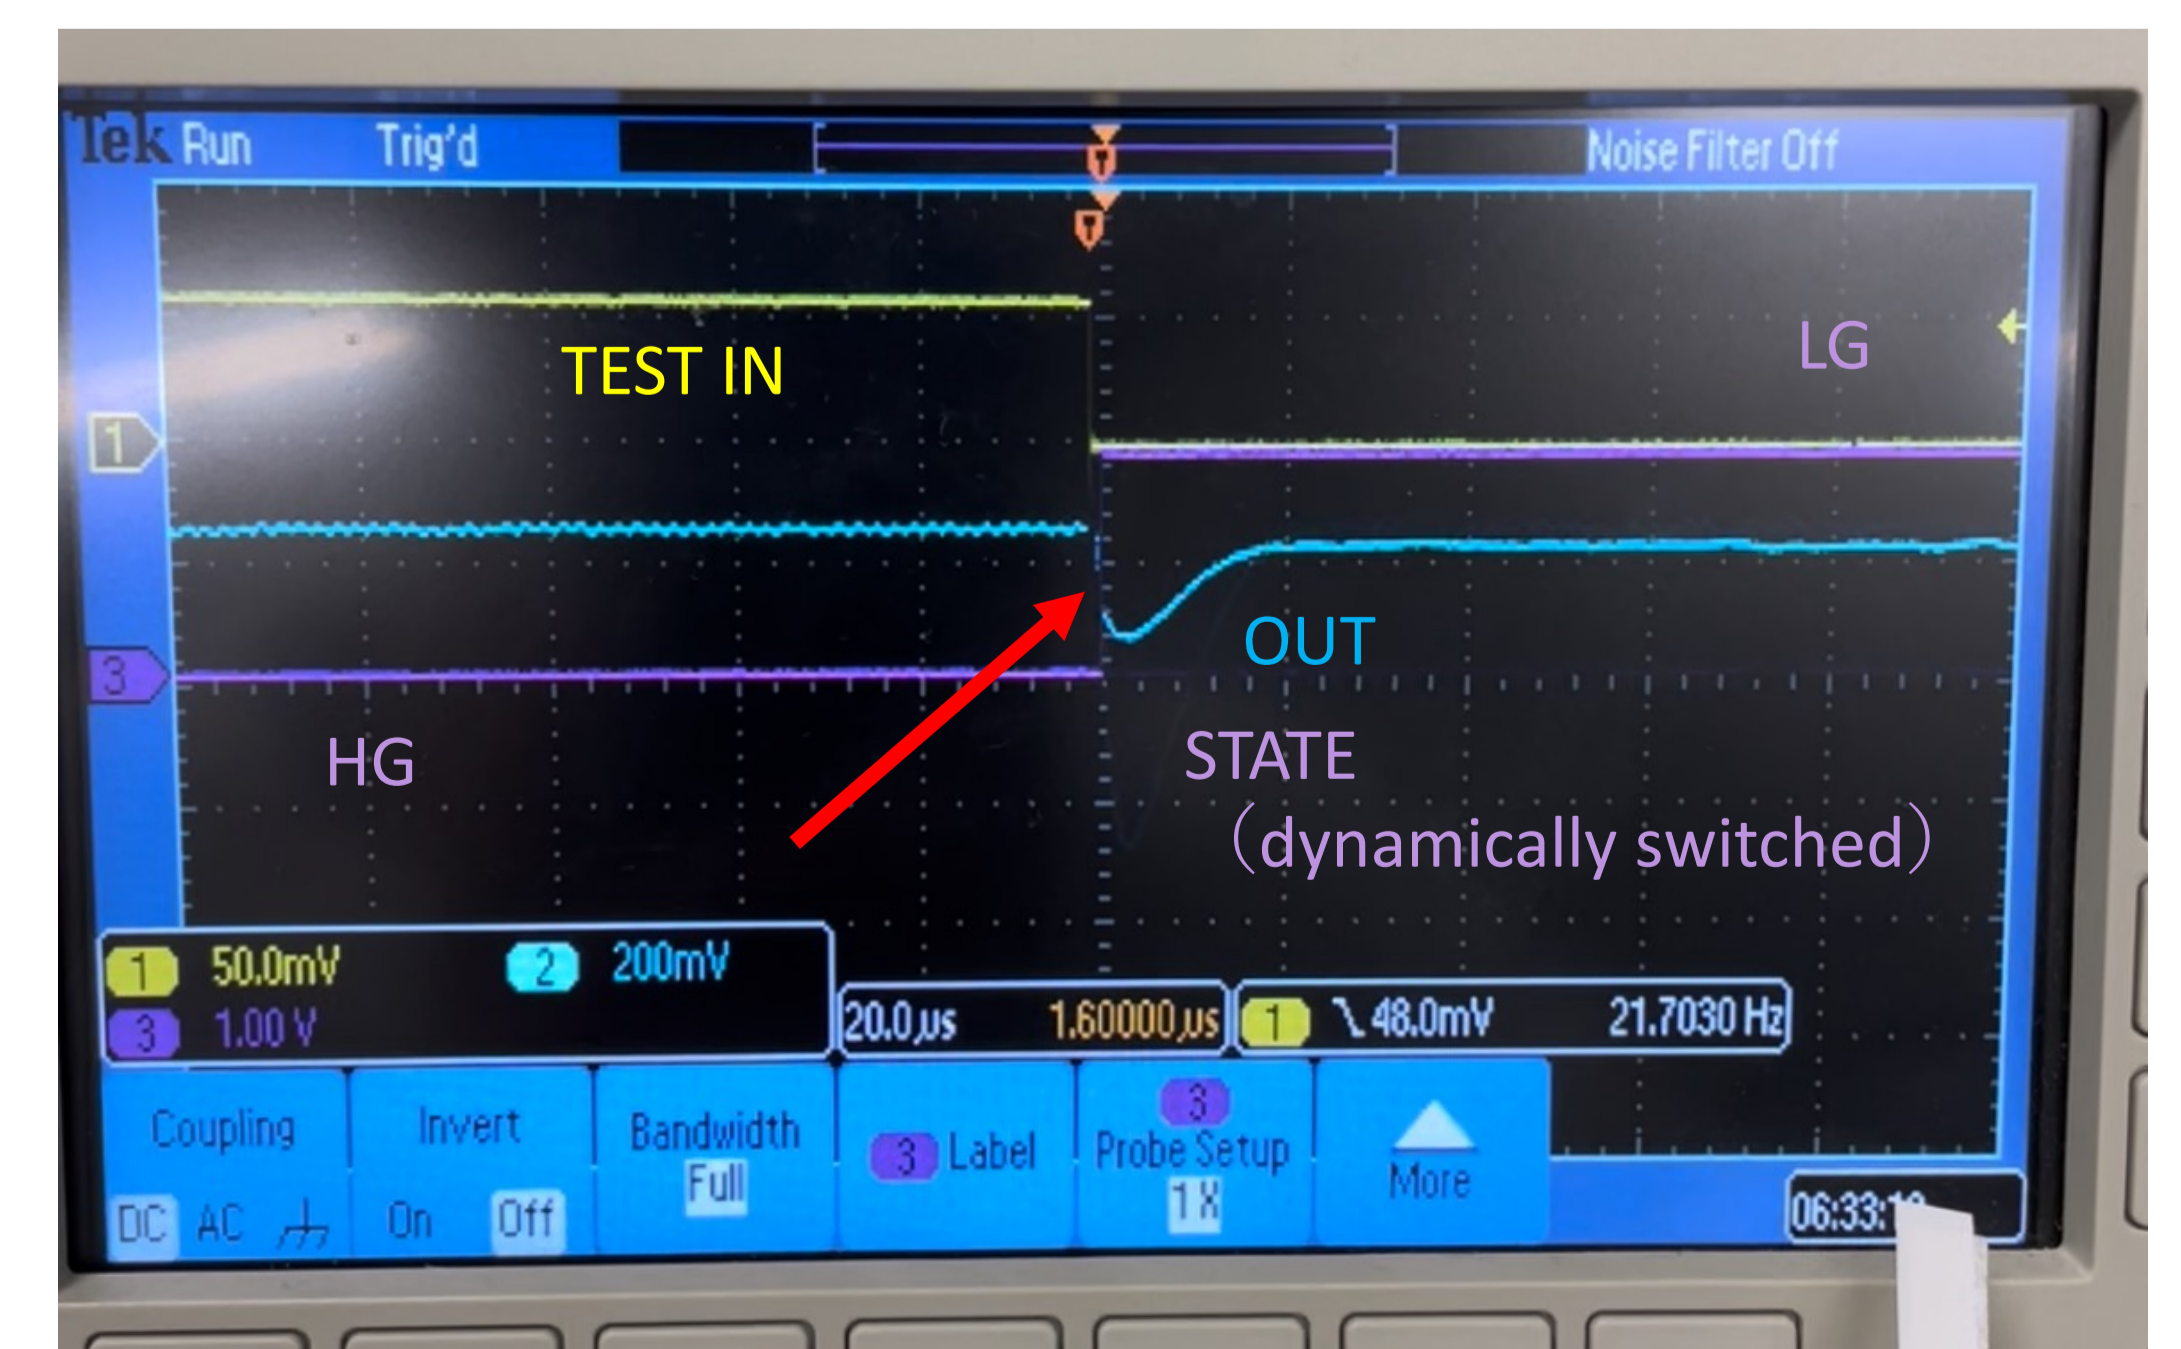 Tek Run Trig'd Noise Filter Off
T
T
LG
TEST IN
1
OUT
3
HG
STATE
（dynamically switched）
1 50.0mV 2 200mV
3 1.00 V
20.0µs 1.60000µs
1 48.0mV 21.7030 Hz
Coupling
DC AC
Invert
On Off
Bandwidth
Full
3 Label
3
Probe Setup
1 X
More
06:33: